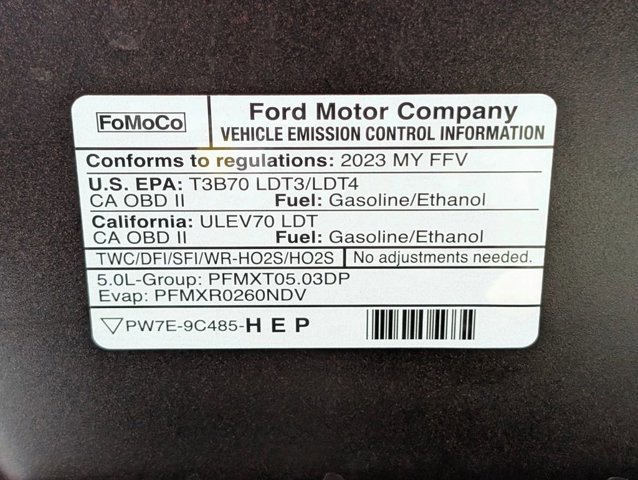 FoMoCo
Ford Motor Company
VEHICLE EMISSION CONTROL INFORMATION
Conforms to regulations: 2023 MY FFV
U.S. EPA: T3B70 LDT3/LDT4
CA OBD II Fuel: Gasoline/Ethanol
California: ULEV70 LDT
CA OBD II Fuel: Gasoline/Ethanol
TWC/DFI/SFI/WR-HO2S/HO2S No adjustments needed.
5.0L-Group: PFMXT05.03DP
Evap: PFMXR0260NDV
PW7E-9C485-H E P